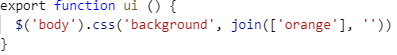 export function ui () {
  $('body').css('background', join(['orange'], ''))
}